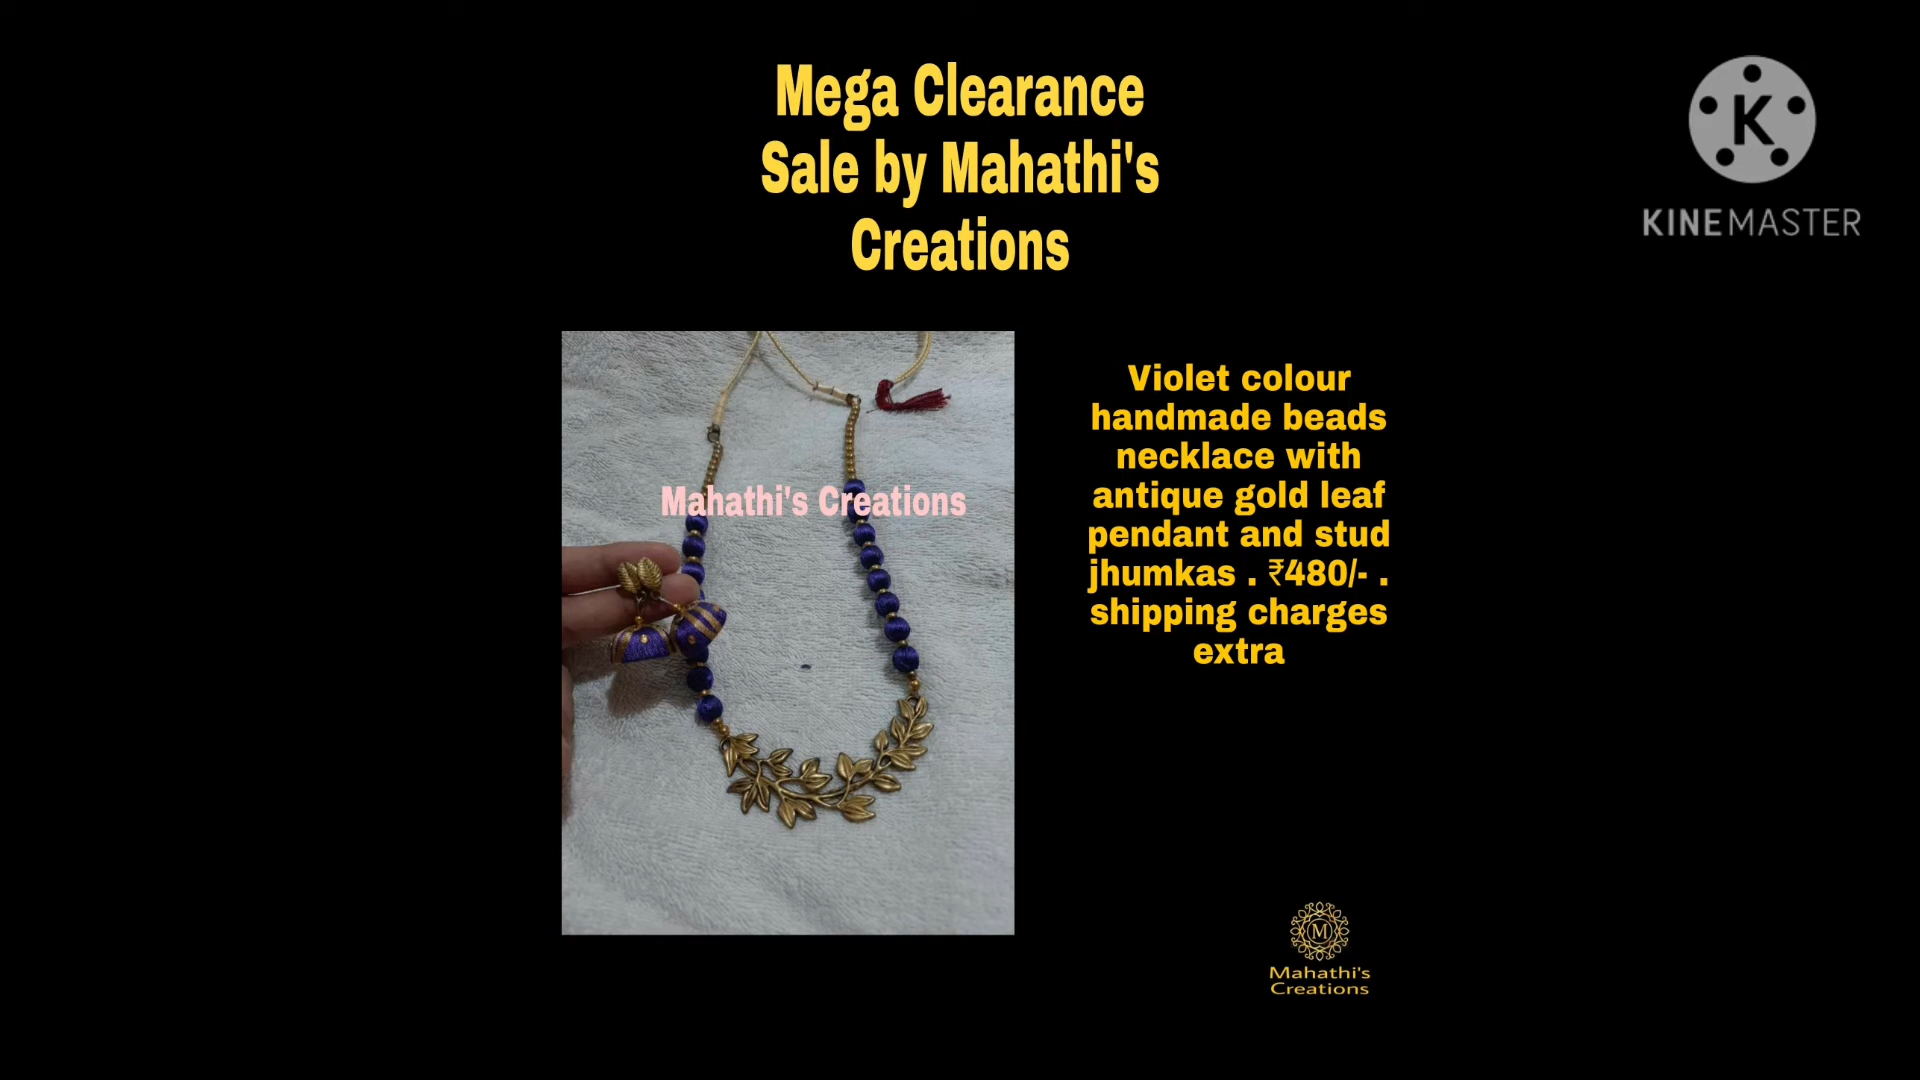 Mega Clearance
Sale by Mahathi's
Creations
K
KINEMASTER
Mahathi's Creations
Violet colour
handmade beads
necklace with
antique gold leaf
pendant and stud
jhumkas . ₹480/- .
shipping charges
extra
M
Mahathi's
Creations